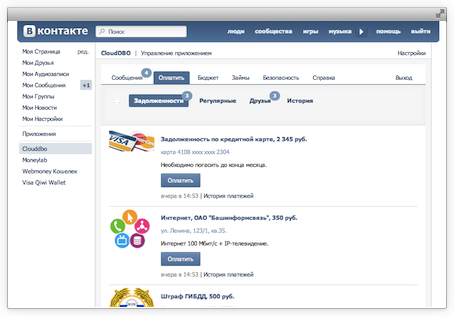 В контакте
Поиск
люди сообщества игры музыка помощь выйти
Моя Страница ред.
Мои Друзья
Мои Аудиозаписи
Мои Сообщения +1
Мои Группы
Мои Новости
Мои Настройки
Приложения
Clouddbo
Moneylab
Webmoney Кошелек
Visa Qiwi Wallet
CloudDBO | Управление приложением Настройки
Сообщения 4 Оплатить Бюджет Займы Безопасность Справка Выход
Задолженности 3 Регулярные Друзья 3 История
VISA
Задолженность по кредитной карте, 2 345 руб.
карта 4108 xxxx xxxx 2304
Необходимо погасить до конца месяца.
Оплатить
вчера в 14:53 | История платежей
Интернет, ОАО "Башинформсвязь", 350 руб.
ул. Ленина, 123/1, кв.35.
Интернет 100 Мбит/с + IP-телевидение.
Оплатить
вчера в 14:53 | История платежей
Штраф ГИБДД, 500 руб.